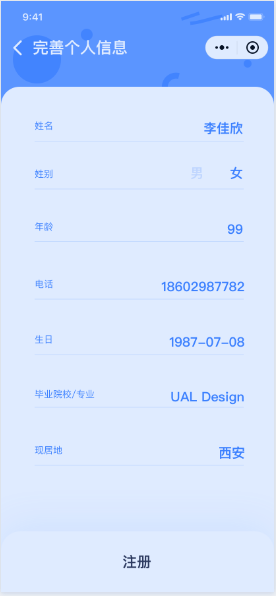 9:41
完善个人信息
姓名 李佳欣
姓别 男 女
年龄 99
电话 18602987782
生日 1987-07-08
毕业院校/专业 UAL Design
现居地 西安
注册